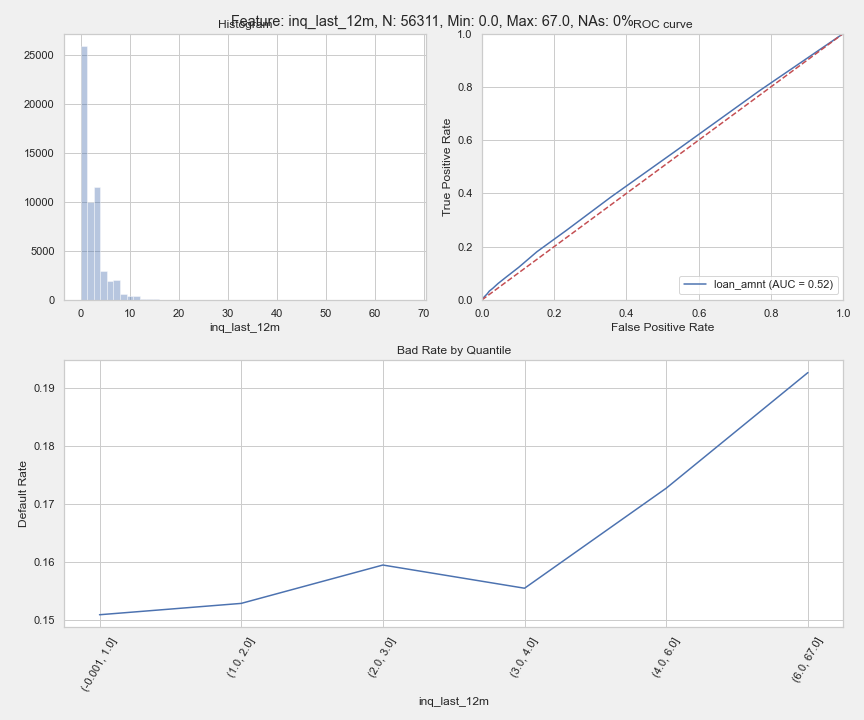 Feature: inq_last_12m, N: 56311, Min: 0.0, Max: 67.0, NAs: 0%
Histogram
ROC curve
25000
20000
15000
10000
5000
0
0 10 20 30 40 50 60 70
inq_last_12m
True Positive Rate
1.0
0.8
0.6
0.4
0.2
0.0
loan_amnt (AUC = 0.52)
0.0 0.2 0.4 0.6 0.8 1.0
False Positive Rate
Bad Rate by Quantile
Default Rate
0.19
0.18
0.17
0.16
0.15
(-0.001, 1.0]
(1.0, 2.0]
(2.0, 3.0]
(3.0, 4.0]
(4.0, 6.0]
(6.0, 67.0]
inq_last_12m